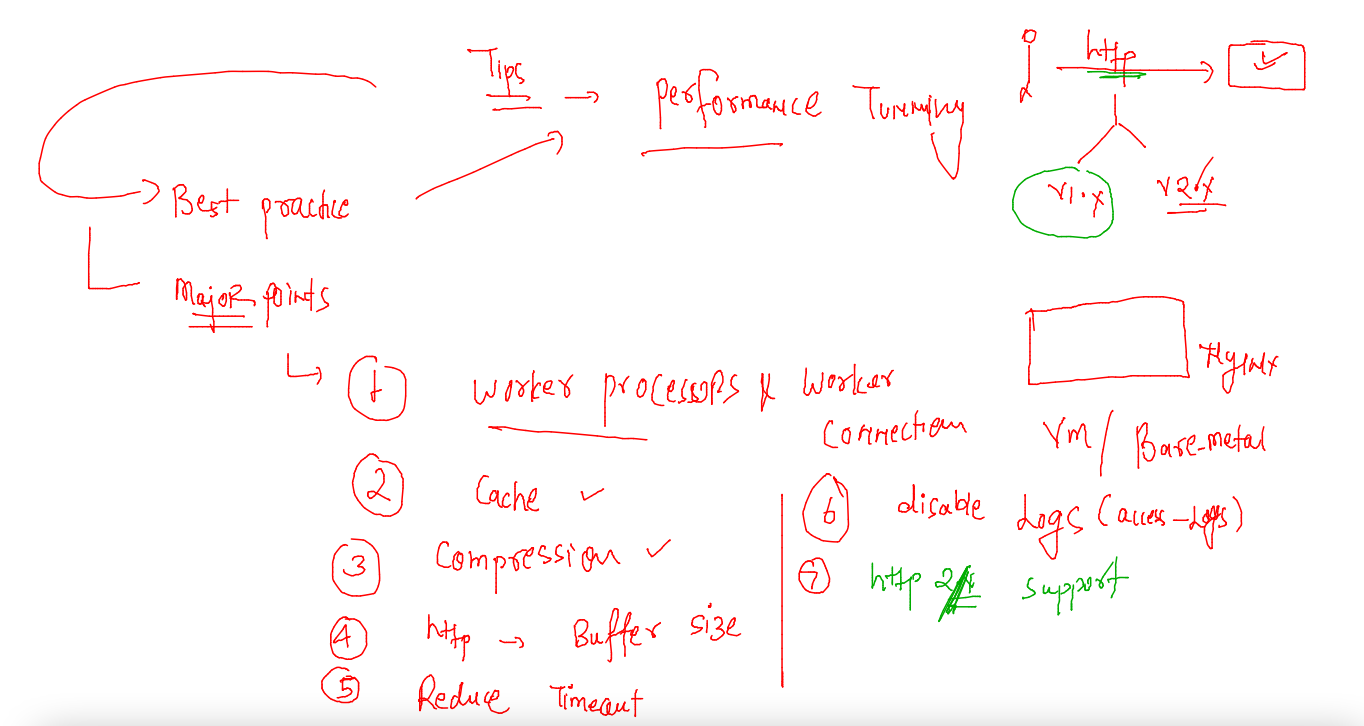 Tips
performance Tunning
http
v1.x
v2.x
Best practice
Major points
Nginx
VM / Bare-metal
1 worker processors & worker
connection
2 Cache
3 Compression
4 http → Buffer size
5 Reduce Timeout
6 disable Logs (access-logs)
7 http 2 support